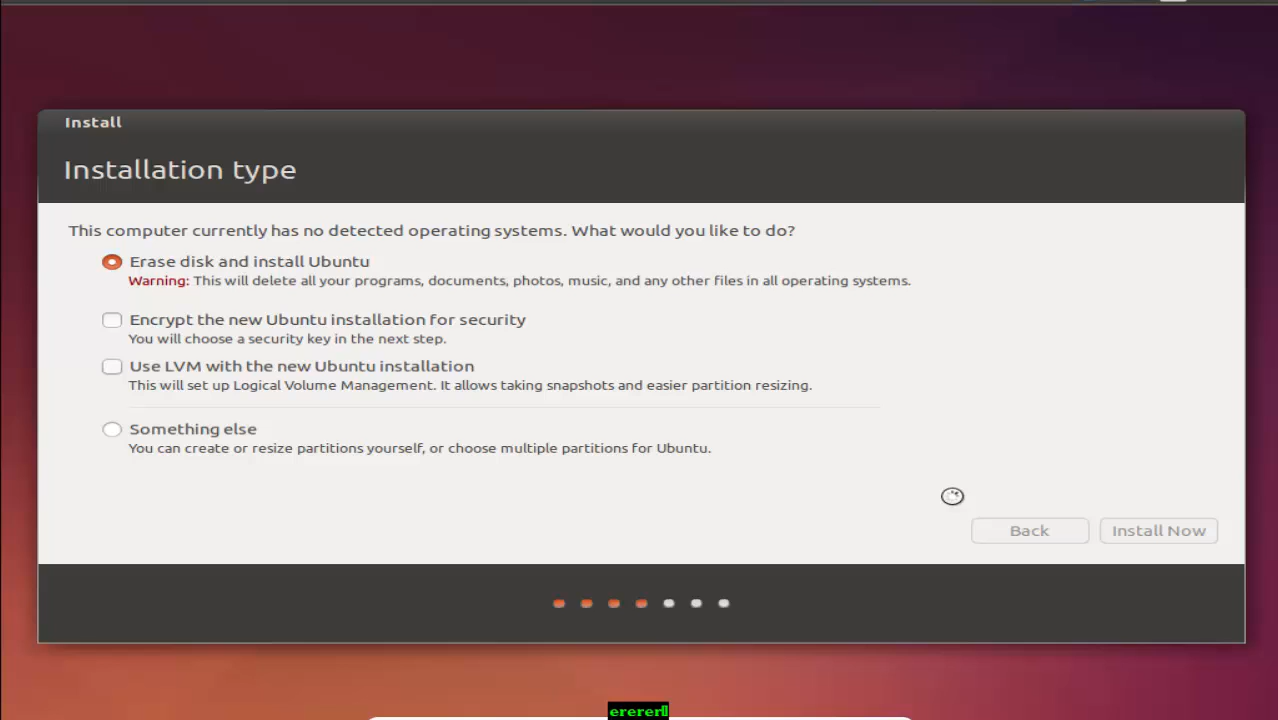 Install
Installation type
This computer currently has no detected operating systems. What would you like to do?
Erase disk and install Ubuntu
Warning: This will delete all your programs, documents, photos, music, and any other files in all operating systems.
Encrypt the new Ubuntu installation for security
You will choose a security key in the next step.
Use LVM with the new Ubuntu installation
This will set up Logical Volume Management. It allows taking snapshots and easier partition resizing.
Something else
You can create or resize partitions yourself, or choose multiple partitions for Ubuntu.
Back
Install Now